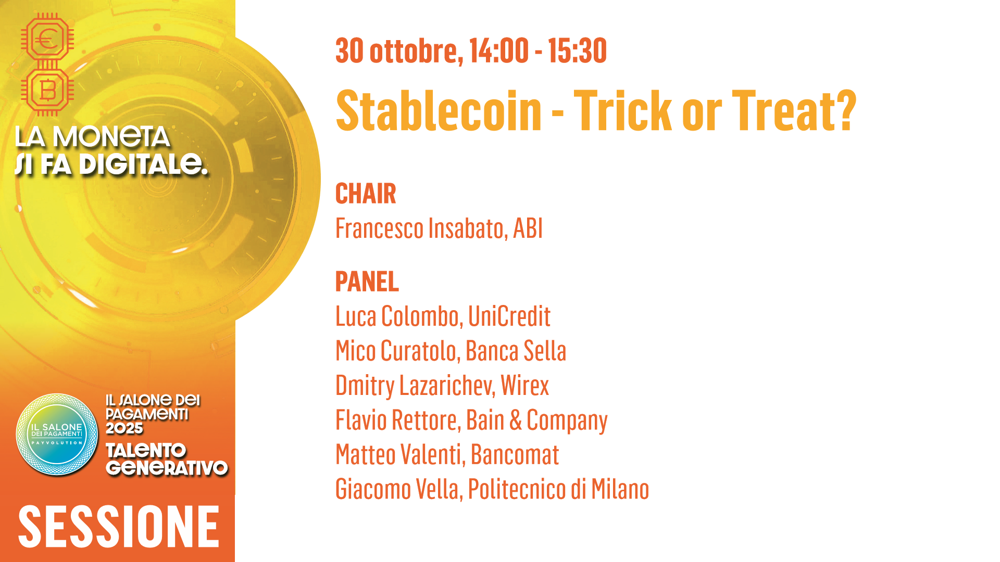 LA MONETA
SI FA DIGITALE.
IL SALONE
DEI PAGAMENTI
PAYVOLUTION
IL SALONE DEI
PAGAMENTI
2025
TALENTO
GENERATIVO
SESSIONE
30 ottobre, 14:00 - 15:30
Stablecoin - Trick or Treat?
CHAIR
Francesco Insabato, ABI
PANEL
Luca Colombo, UniCredit
Mico Curatolo, Banca Sella
Dmitry Lazarichev, Wirex
Flavio Rettore, Bain & Company
Matteo Valenti, Bancomat
Giacomo Vella, Politecnico di Milano